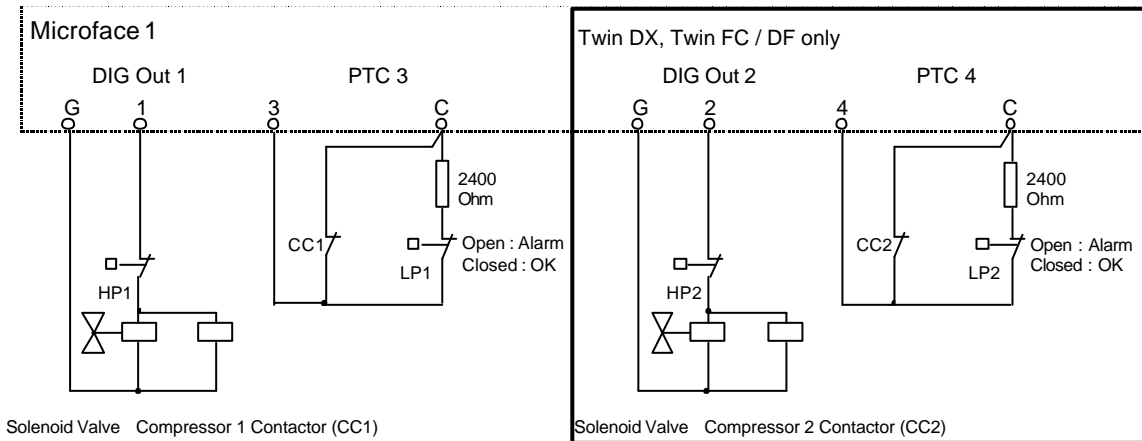 Microface 1
DIG Out 1
PTC 3
G
1
3
C
2400
Ohm
CC1
Open : Alarm
Closed : OK
LP1
HP1
Solenoid Valve Compressor 1 Contactor (CC1)
Twin DX, Twin FC / DF only
DIG Out 2
PTC 4
G
2
4
C
2400
Ohm
CC2
Open : Alarm
Closed : OK
LP2
HP2
Solenoid Valve Compressor 2 Contactor (CC2)